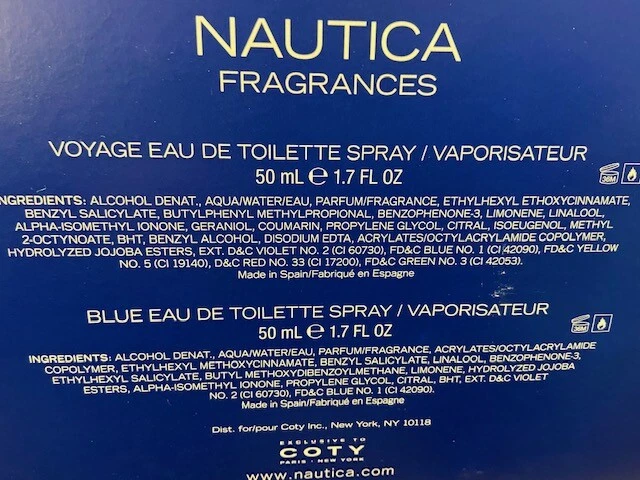 NAUTICA
FRAGRANCES
VOYAGE EAU DE TOILETTE SPRAY / VAPORISATEUR
50 mL ℮ 1.7 FL OZ
36M
INGREDIENTS: ALCOHOL DENAT., AQUA/WATER/EAU, PARFUM/FRAGRANCE, ETHYLHEXYL ETHOXYCINNAMATE,
BENZYL SALICYLATE, BUTYLPHENYL METHYLPROPIONAL, BENZOPHENONE-3, LIMONENE, LINALOOL,
ALPHA-ISOMETHYL IONONE, GERANIOL, COUMARIN, PROPYLENE GLYCOL, CITRAL, ISOEUGENOL, METHYL
2-OCTYNOATE, BHT, BENZYL ALCOHOL, DISODIUM EDTA, ACRYLATES/OCTYLACRYLAMIDE COPOLYMER,
HYDROLYZED JOJOBA ESTERS, EXT. D&C VIOLET NO. 2 (CI 60730), FD&C BLUE NO. 1 (CI 42090), FD&C YELLOW
NO. 5 (CI 19140), D&C RED NO. 33 (CI 17200), FD&C GREEN NO. 3 (CI 42053).
Made in Spain/Fabriqué en Espagne
BLUE EAU DE TOILETTE SPRAY / VAPORISATEUR
50 mL ℮ 1.7 FL OZ
36M
INGREDIENTS: ALCOHOL DENAT., AQUA/WATER/EAU, PARFUM/FRAGRANCE, ACRYLATES/OCTYLACRYLAMIDE
COPOLYMER, ETHYLHEXYL METHOXYCINNAMATE, BENZYL SALICYLATE, LINALOOL, BENZOPHENONE-3,
ETHYLHEXYL SALICYLATE, BUTYL METHOXYDIBENZOYLMETHANE, LIMONENE, HYDROLYZED JOJOBA
ESTERS, ALPHA-ISOMETHYL IONONE, PROPYLENE GLYCOL, CITRAL, BHT, EXT. D&C VIOLET
NO. 2 (CI 60730), FD&C BLUE NO. 1 (CI 42090).
Made in Spain/Fabriqué en Espagne
Dist. for/pour Coty Inc., New York, NY 10118
EXCLUSIVE TO
COTY
PARIS · NEW YORK
www.nautica.com